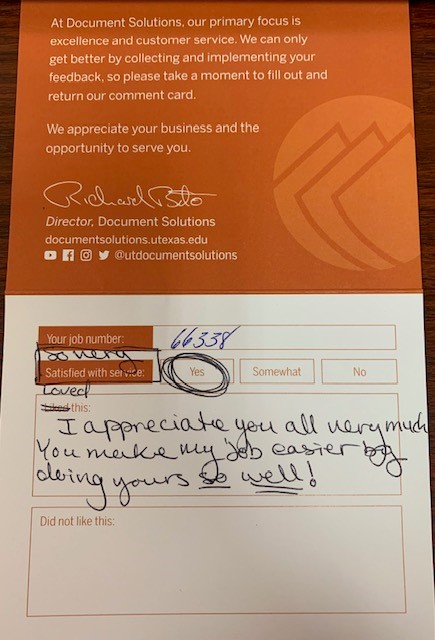 At Document Solutions, our primary focus is
excellence and customer service. We can only
get better by collecting and implementing your
feedback, so please take a moment to fill out and
return our comment card.
We appreciate your business and the
opportunity to serve you.
Richard Beto
Director, Document Solutions
documentsolutions.utexas.edu
@utdocumentsolutions
Your job number: 66338
So very
Satisfied with service: Yes Somewhat No
Loved
Liked this:
I appreciate you all very much
You make my job easier by
doing yours so well!
Did not like this: